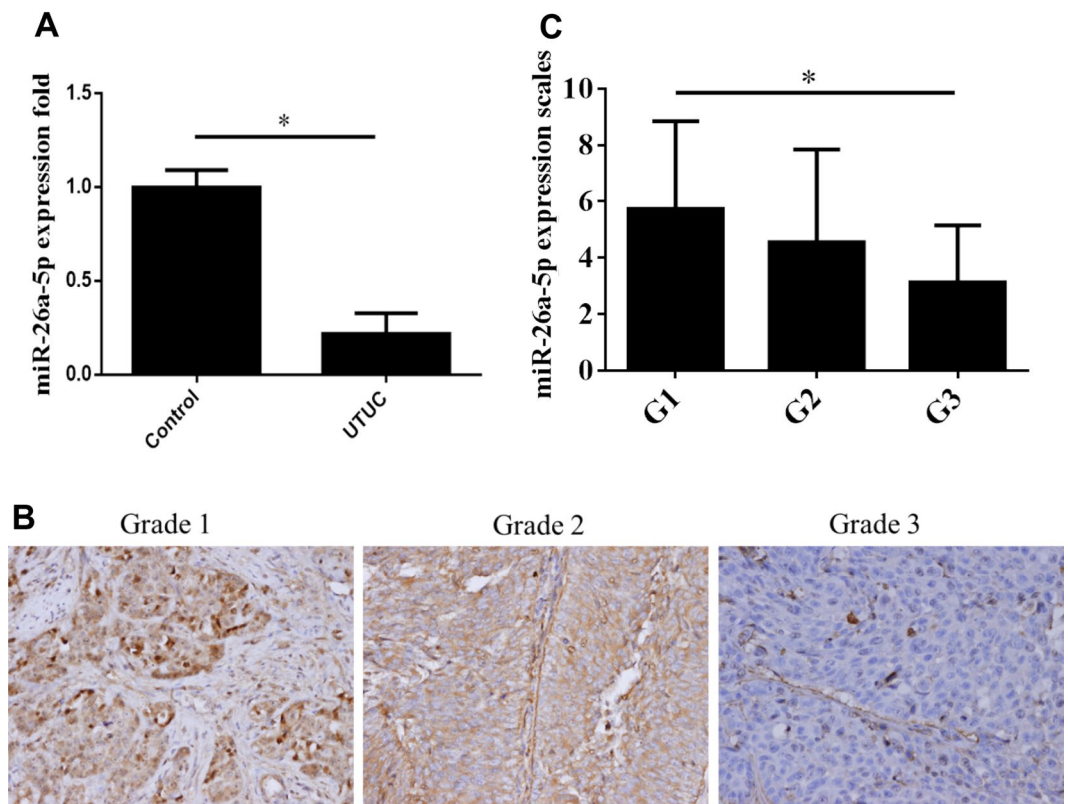 A
miR-26a-5p expression fold
1.5
1.0
0.5
0.0
*
Control
UTUC
C
miR-26a-5p expression scales
10
8
6
4
2
0
*
G1
G2
G3
B
Grade 1
Grade 2
Grade 3